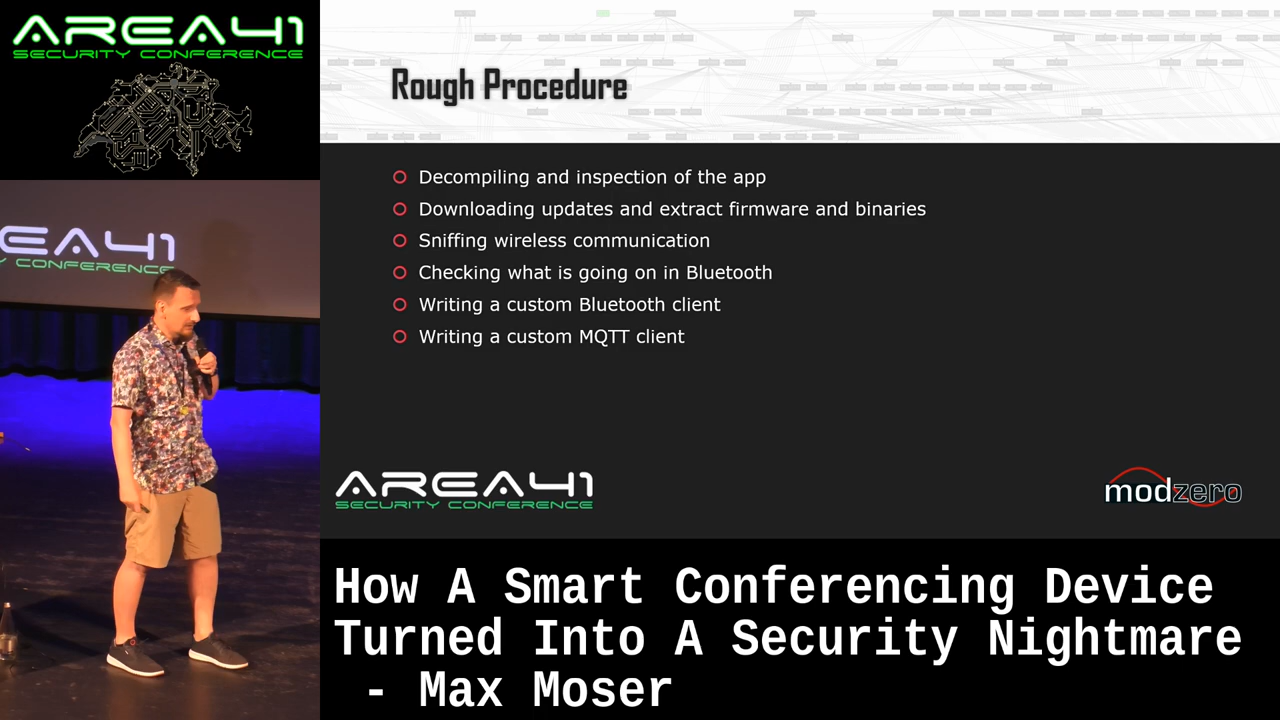 AREA41
SECURITY CONFERENCE
Rough Procedure
Decompiling and inspection of the app
Downloading updates and extract firmware and binaries
Sniffing wireless communication
Checking what is going on in Bluetooth
Writing a custom Bluetooth client
Writing a custom MQTT client
EA41
Y CONFERENCE
AREA41
SECURITY CONFERENCE
modzero
How A Smart Conferencing Device
Turned Into A Security Nightmare
- Max Moser